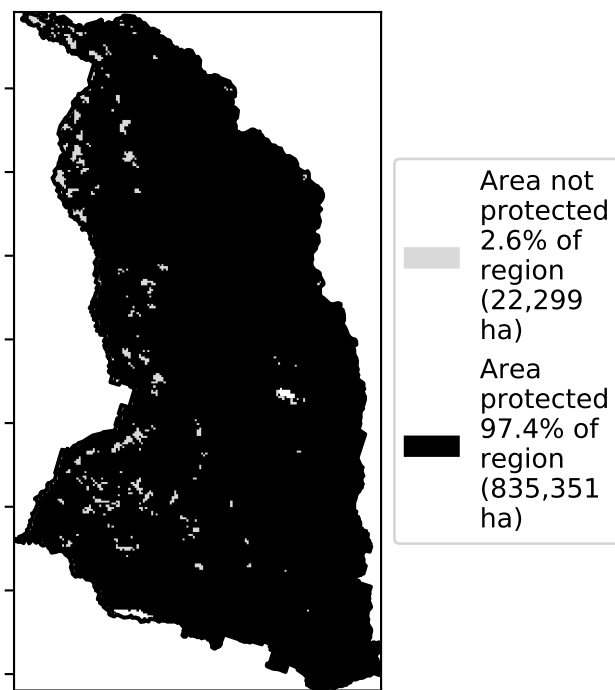 Area not
protected
2.6% of
region
(22,299
ha)
Area
protected
97.4% of
region
(835,351
ha)